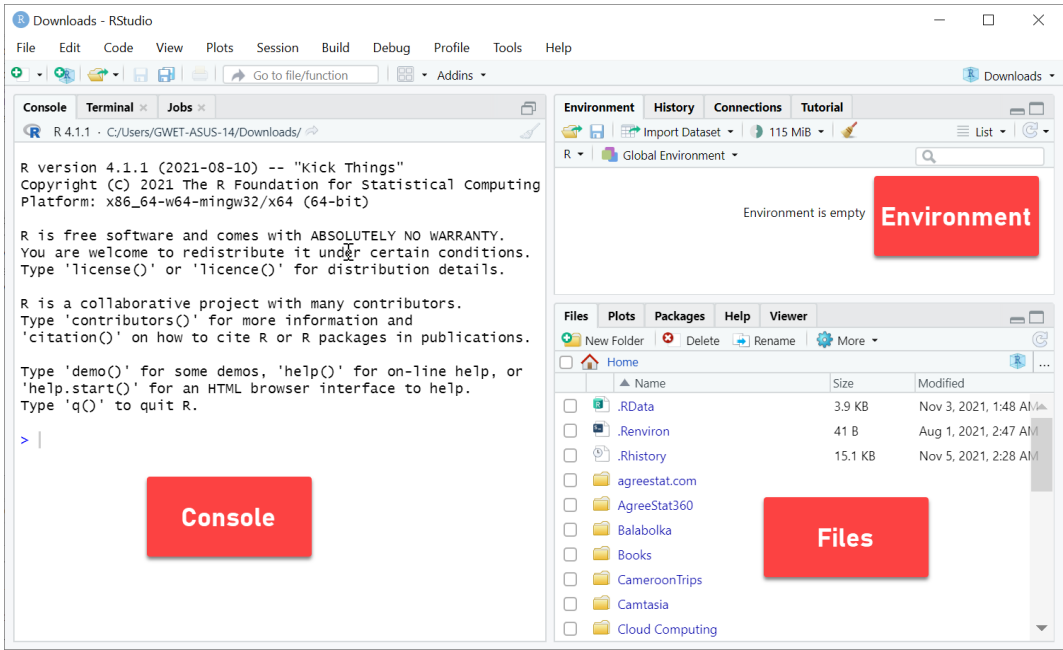 Downloads - RStudio
File Edit Code View Plots Session Build Debug Profile Tools Help
Go to file/function Addins Downloads
Console Terminal Jobs
R 4.1.1 · C:/Users/GWET-ASUS-14/Downloads/
R version 4.1.1 (2021-08-10) -- "Kick Things"
Copyright (C) 2021 The R Foundation for Statistical Computing
Platform: x86_64-w64-mingw32/x64 (64-bit)
R is free software and comes with ABSOLUTELY NO WARRANTY.
You are welcome to redistribute it under certain conditions.
Type 'license()' or 'licence()' for distribution details.
R is a collaborative project with many contributors.
Type 'contributors()' for more information and
'citation()' on how to cite R or R packages in publications.
Type 'demo()' for some demos, 'help()' for on-line help, or
'help.start()' for an HTML browser interface to help.
Type 'q()' to quit R.
>
Console
Environment History Connections Tutorial
Import Dataset 115 MiB List
R Global Environment
Environment is empty
Environment
Files Plots Packages Help Viewer
New Folder Delete Rename More
Home ...
Name Size Modified
.RData 3.9 KB Nov 3, 2021, 1:48 AM
.Renviron 41 B Aug 1, 2021, 2:47 AM
.Rhistory 15.1 KB Nov 5, 2021, 2:28 AM
agreestat.com
AgreeStat360
Balabolka
Books
CameroonTrips
Camtasia
Cloud Computing
Files